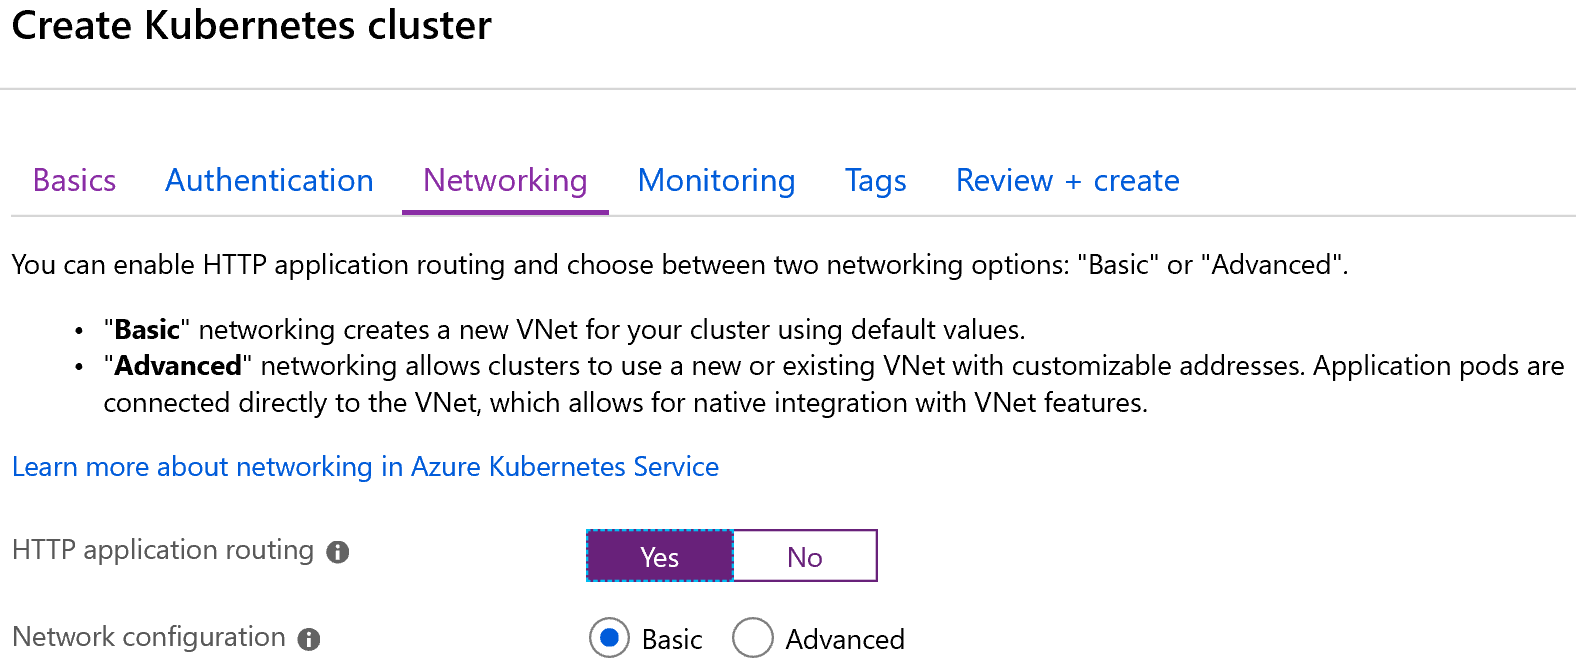 Create Kubernetes cluster
Basics Authentication Networking Monitoring Tags Review + create
You can enable HTTP application routing and choose between two networking options: "Basic" or "Advanced".
• "Basic" networking creates a new VNet for your cluster using default values.
• "Advanced" networking allows clusters to use a new or existing VNet with customizable addresses. Application pods are
connected directly to the VNet, which allows for native integration with VNet features.
Learn more about networking in Azure Kubernetes Service
HTTP application routing Yes No
Network configuration Basic Advanced